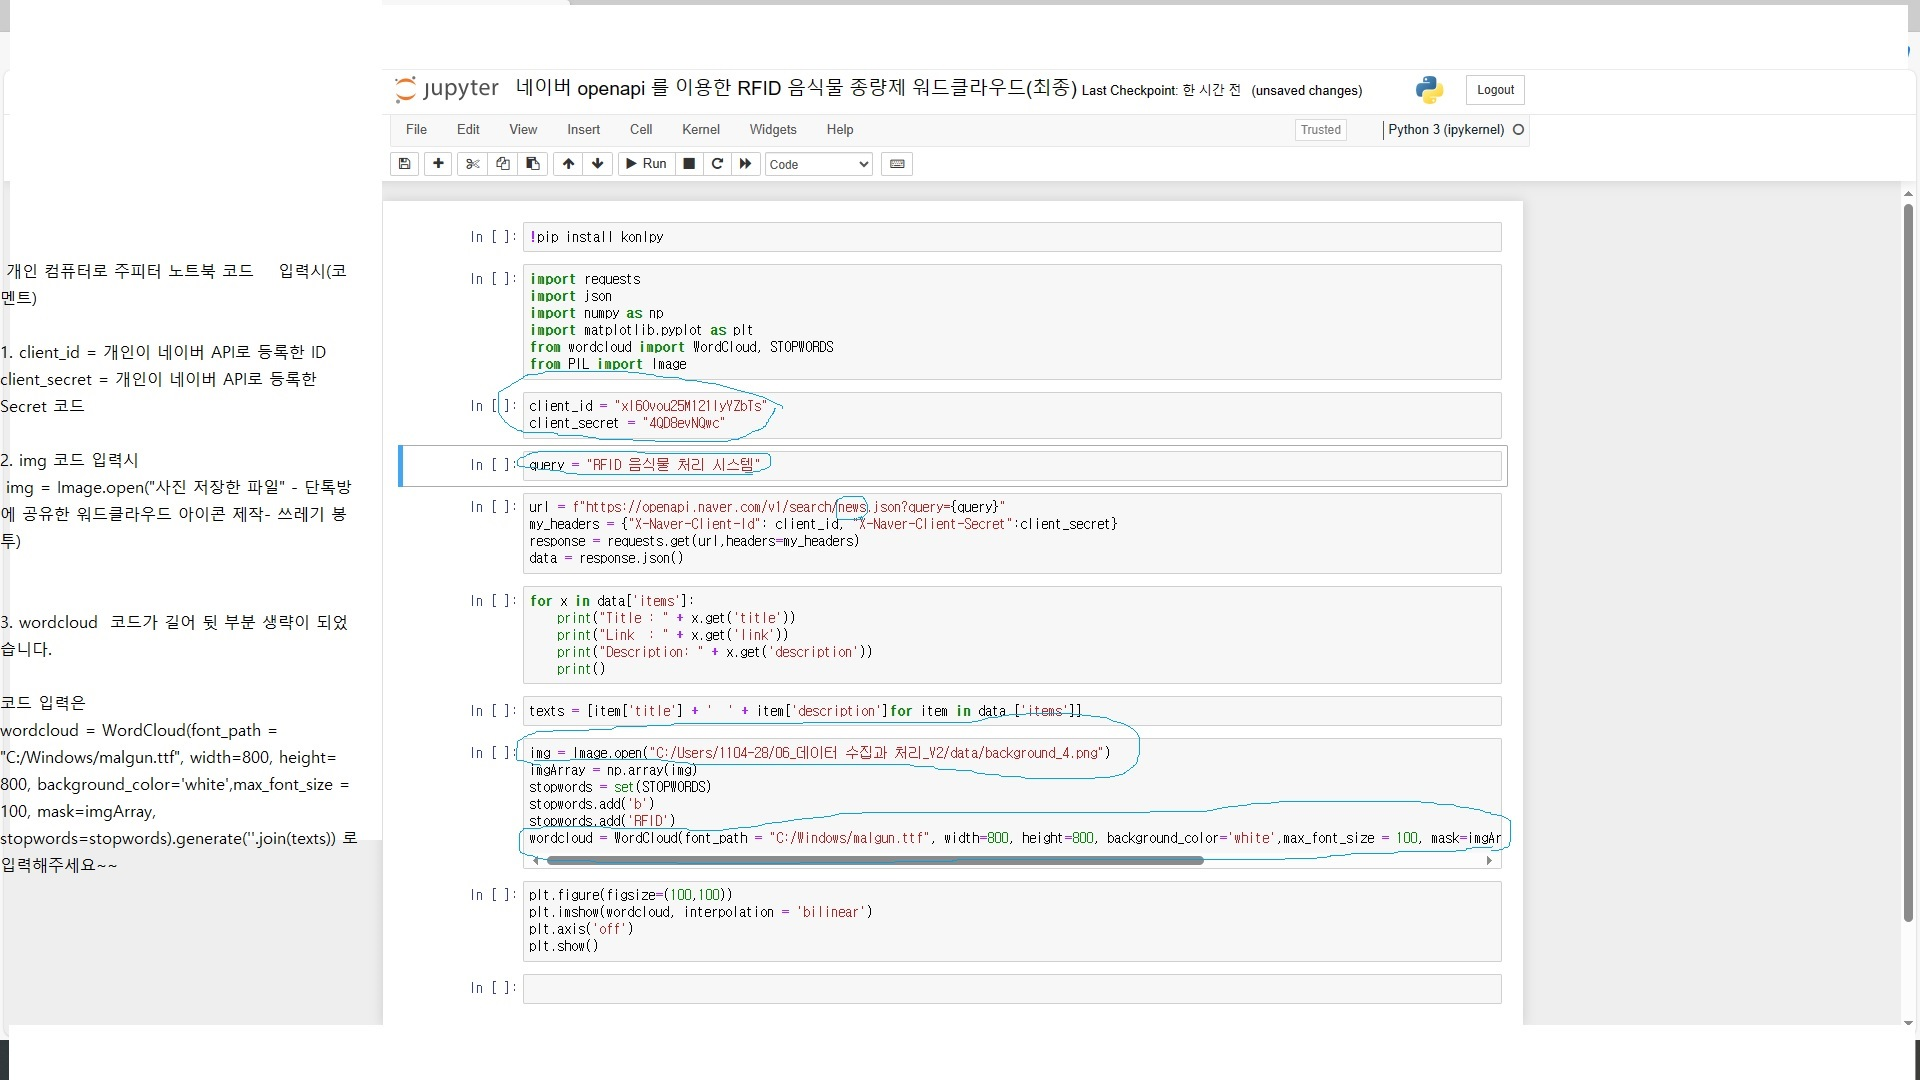 개인 컴퓨터로 주피터 노트북 코드 입력시(코
멘트)
1. client_id = 개인이 네이버 API로 등록한 ID
client_secret = 개인이 네이버 API로 등록한
Secret 코드
2. img 코드 입력시
img = Image.open("사진 저장한 파일" - 단톡방
에 공유한 워드클라우드 아이콘 제작- 쓰레기 봉
투)
3. wordcloud 코드가 길어 뒷 부분 생략이 되었
습니다.
코드 입력은
wordcloud = WordCloud(font_path =
"C:/Windows/malgun.ttf", width=800, height=
800, background_color='white',max_font_size =
100, mask=imgArray,
stopwords=stopwords).generate(''.join(texts)) 로
입력해주세요~~
jupyter 네이버 openapi 를 이용한 RFID 음식물 종량제 워드클라우드(최종) Last Checkpoint: 한 시간 전 (unsaved changes) Logout
File Edit View Insert Cell Kernel Widgets Help Trusted Python 3 (ipykernel)
Run Code
In [ ]: !pip install konlpy
In [ ]: import requests
import json
import numpy as np
import matplotlib.pyplot as plt
from wordcloud import WordCloud, STOPWORDS
from PIL import Image
In [ ]: client_id = "xl60vou25M121lyYZbTs"
client_secret = "4QD8evNQwc"
In [ ]: query = "RFID 음식물 처리 시스템"
In [ ]: url = f"https://openapi.naver.com/v1/search/news.json?query={query}"
my_headers = {"X-Naver-Client-Id": client_id, "X-Naver-Client-Secret":client_secret}
response = requests.get(url,headers=my_headers)
data = response.json()
In [ ]: for x in data['items']:
print("Title : " + x.get('title'))
print("Link  : " + x.get('link'))
print("Description: " + x.get('description'))
print()
In [ ]: texts = [item['title'] + '  ' + item['description']for item in data ['items']]
In [ ]: img = Image.open("C:/Users/1104-28/06_데이터 수집과 처리_V2/data/background_4.png")
imgArray = np.array(img)
stopwords = set(STOPWORDS)
stopwords.add('b')
stopwords.add('RFID')
wordcloud = WordCloud(font_path = "C:/Windows/malgun.ttf", width=800, height=800, background_color='white',max_font_size = 100, mask=imgAr
In [ ]: plt.figure(figsize=(100,100))
plt.imshow(wordcloud, interpolation = 'bilinear')
plt.axis('off')
plt.show()
In [ ]: